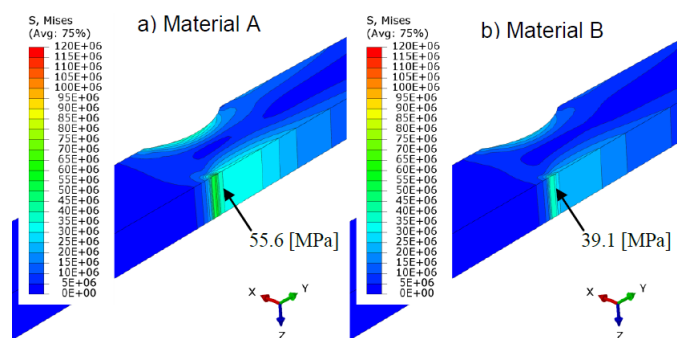 S, Mises
(Avg: 75%)
120E+06
115E+06
110E+06
105E+06
100E+06
95E+06
90E+06
85E+06
80E+06
75E+06
70E+06
65E+06
60E+06
55E+06
50E+06
45E+06
40E+06
35E+06
30E+06
25E+06
20E+06
15E+06
10E+06
5E+06
0E+00
a) Material A
55.6 [MPa]
X
Y
Z
S, Mises
(Avg: 75%)
120E+06
115E+06
110E+06
105E+06
100E+06
95E+06
90E+06
85E+06
80E+06
75E+06
70E+06
65E+06
60E+06
55E+06
50E+06
45E+06
40E+06
35E+06
30E+06
25E+06
20E+06
15E+06
10E+06
5E+06
0E+00
b) Material B
39.1 [MPa]
X
Y
Z